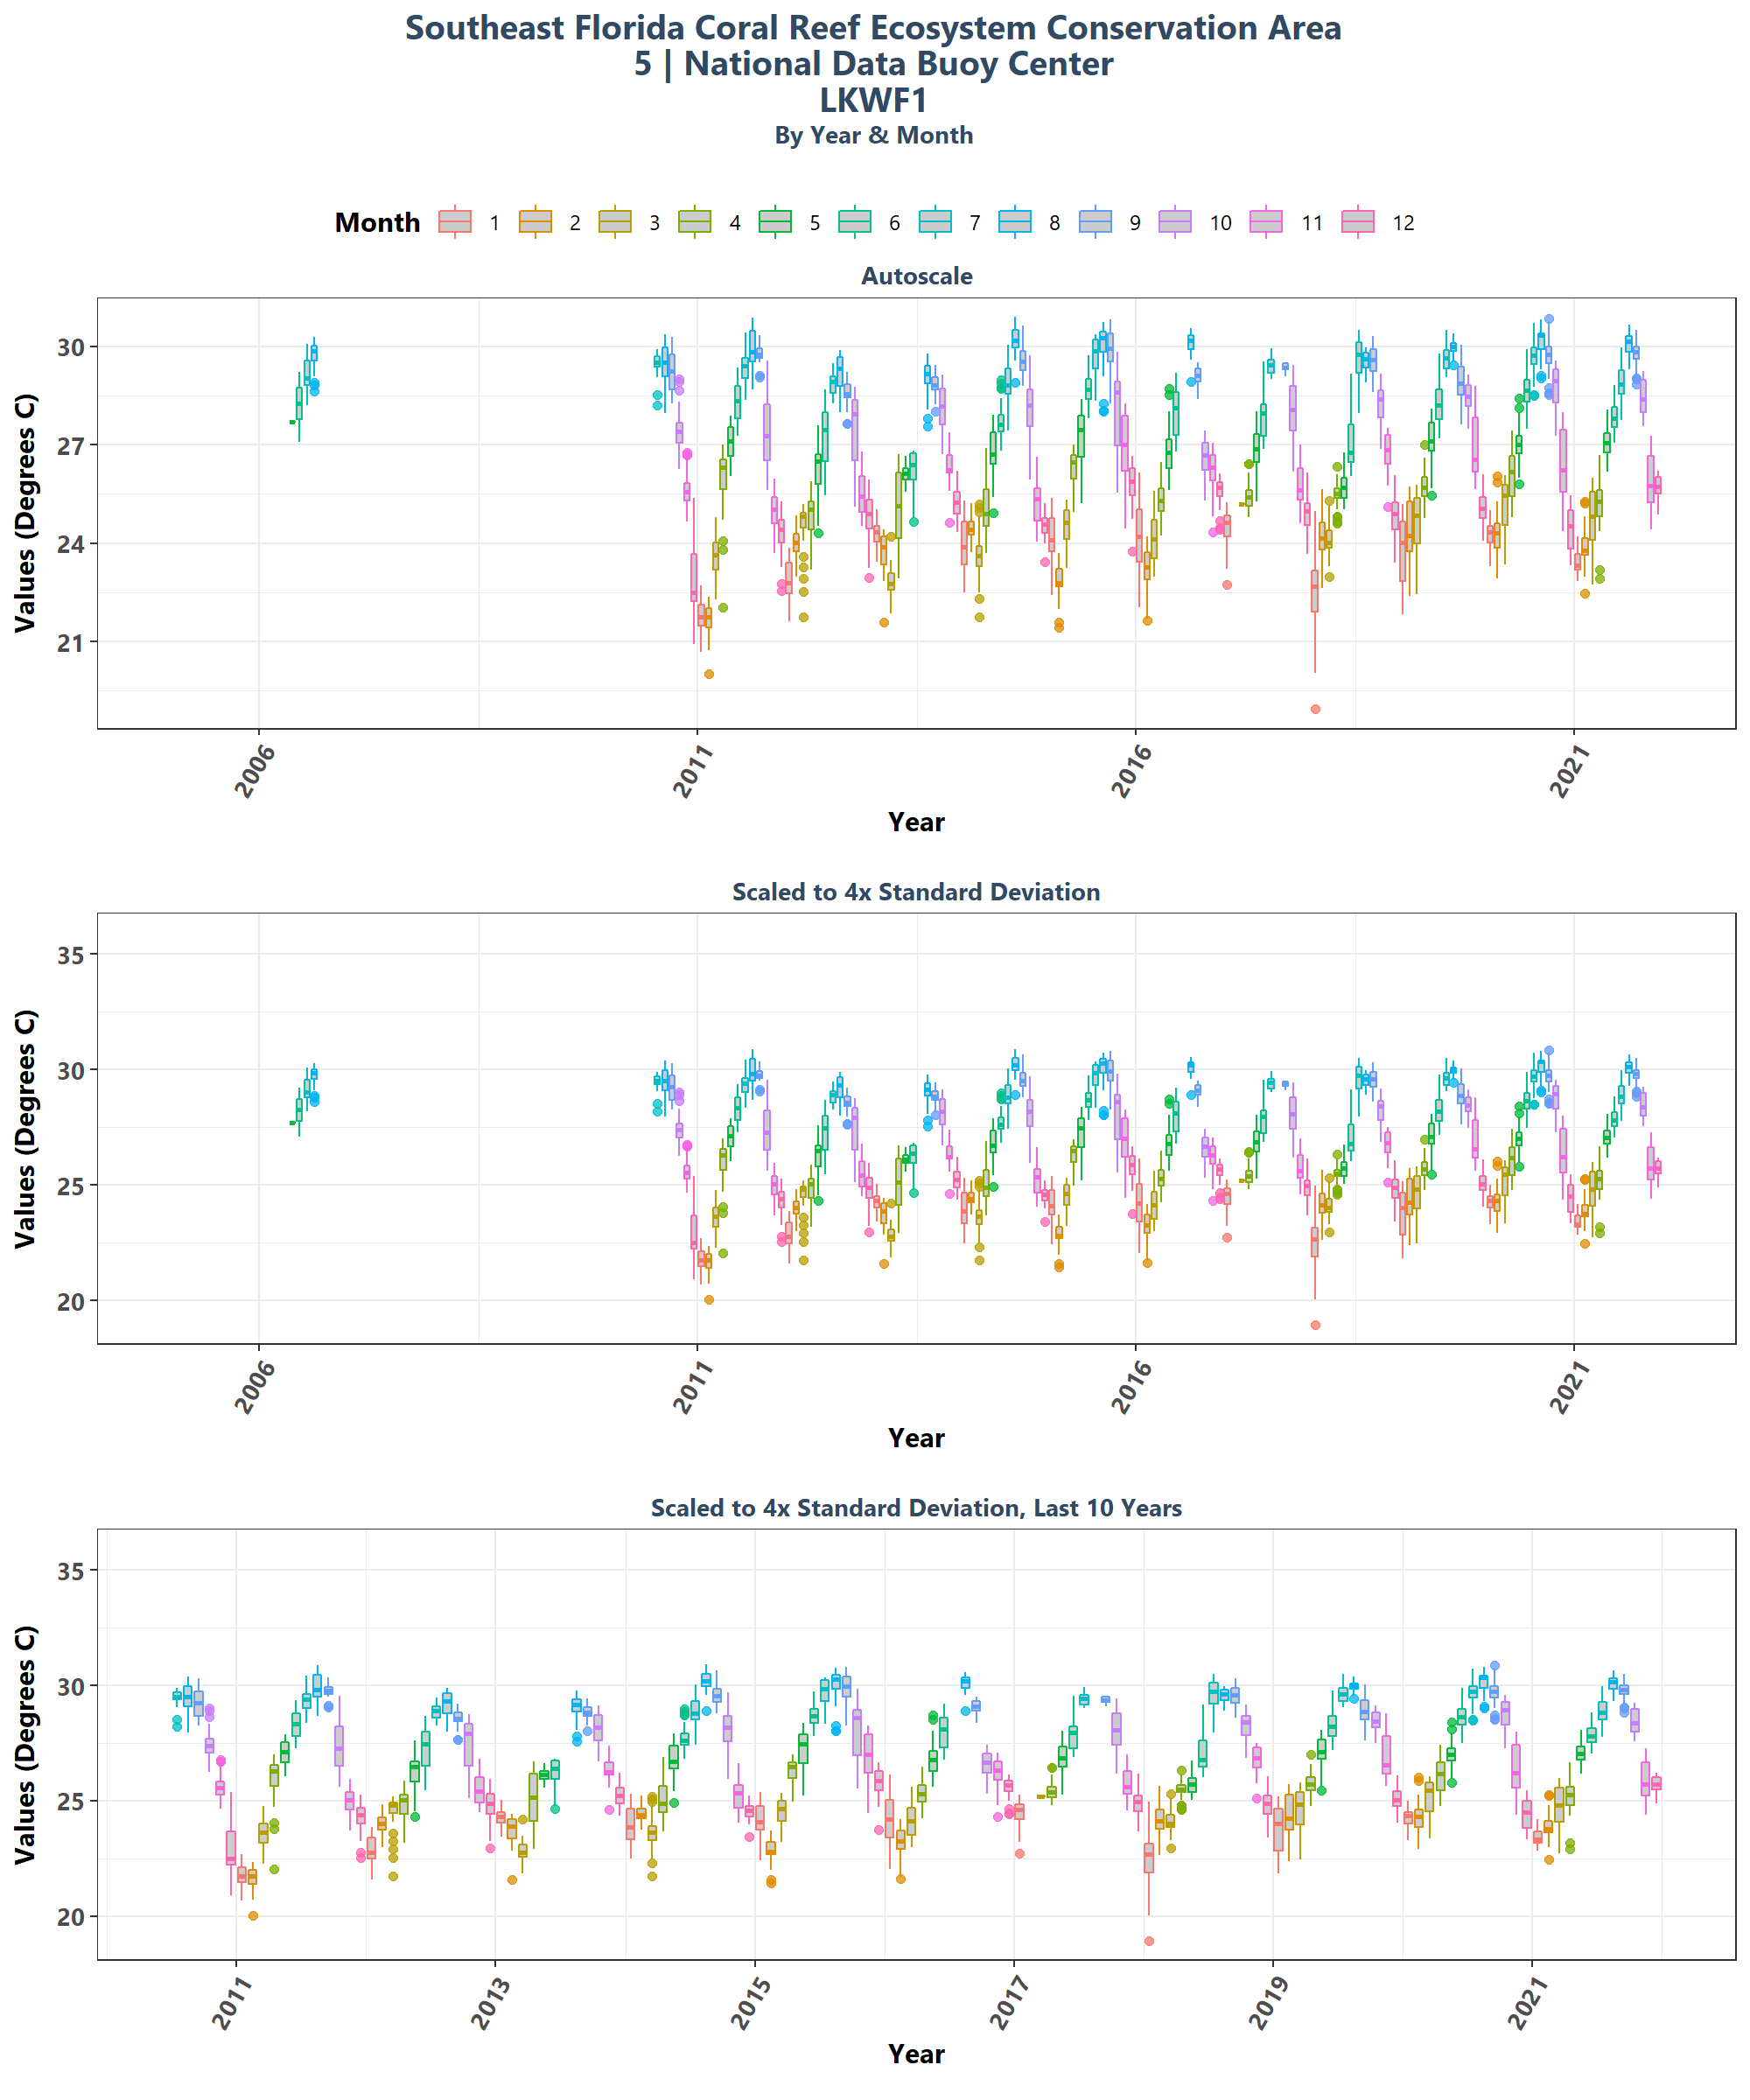 Southeast Florida Coral Reef Ecosystem Conservation Area
5 | National Data Buoy Center
LKWF1
By Year & Month
Month 1 2 3 4 5 6 7 8 9 10 11 12
Autoscale
Values (Degrees C)
30
27
24
21
2006 2011 2016 2021
Year
Scaled to 4x Standard Deviation
Values (Degrees C)
35
30
25
20
2006 2011 2016 2021
Year
Scaled to 4x Standard Deviation, Last 10 Years
Values (Degrees C)
35
30
25
20
2011 2013 2015 2017 2019 2021
Year